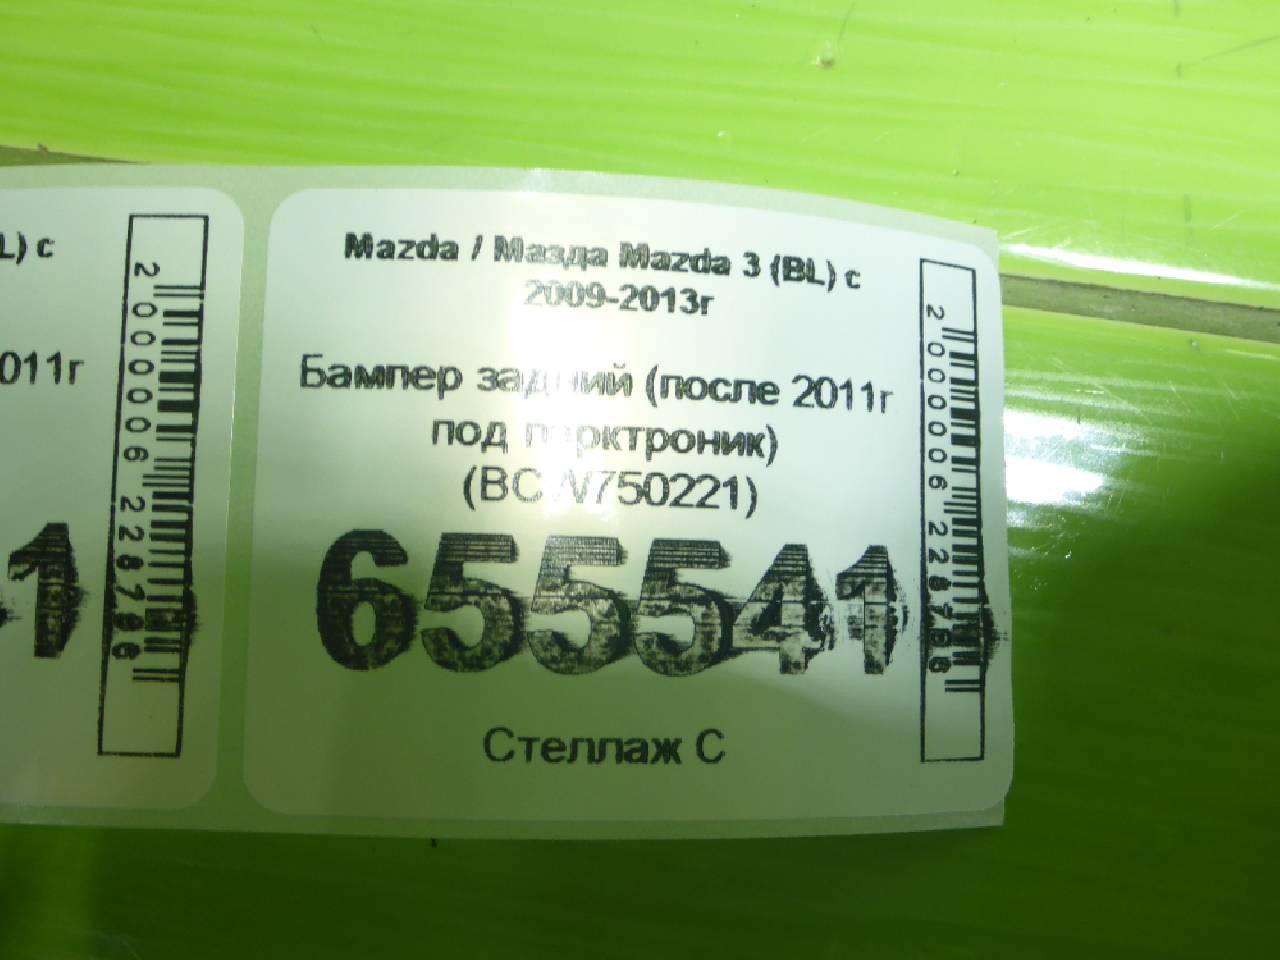 L) с
011г
1
2000006228786
Mazda / Мазда Mazda 3 (BL) с
2009-2013г
Бампер задний (после 2011г
под парктроник)
(BCW750221)
655541
Стеллаж С
2000006228786